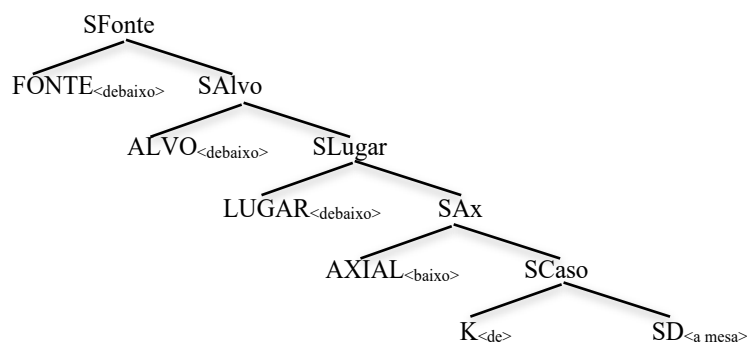 SFonte
FONTE<debaixo> SAlvo
ALVO<debaixo> SLugar
LUGAR<debaixo> SAx
AXIAL<baixo> SCaso
K<de> SD<a mesa>